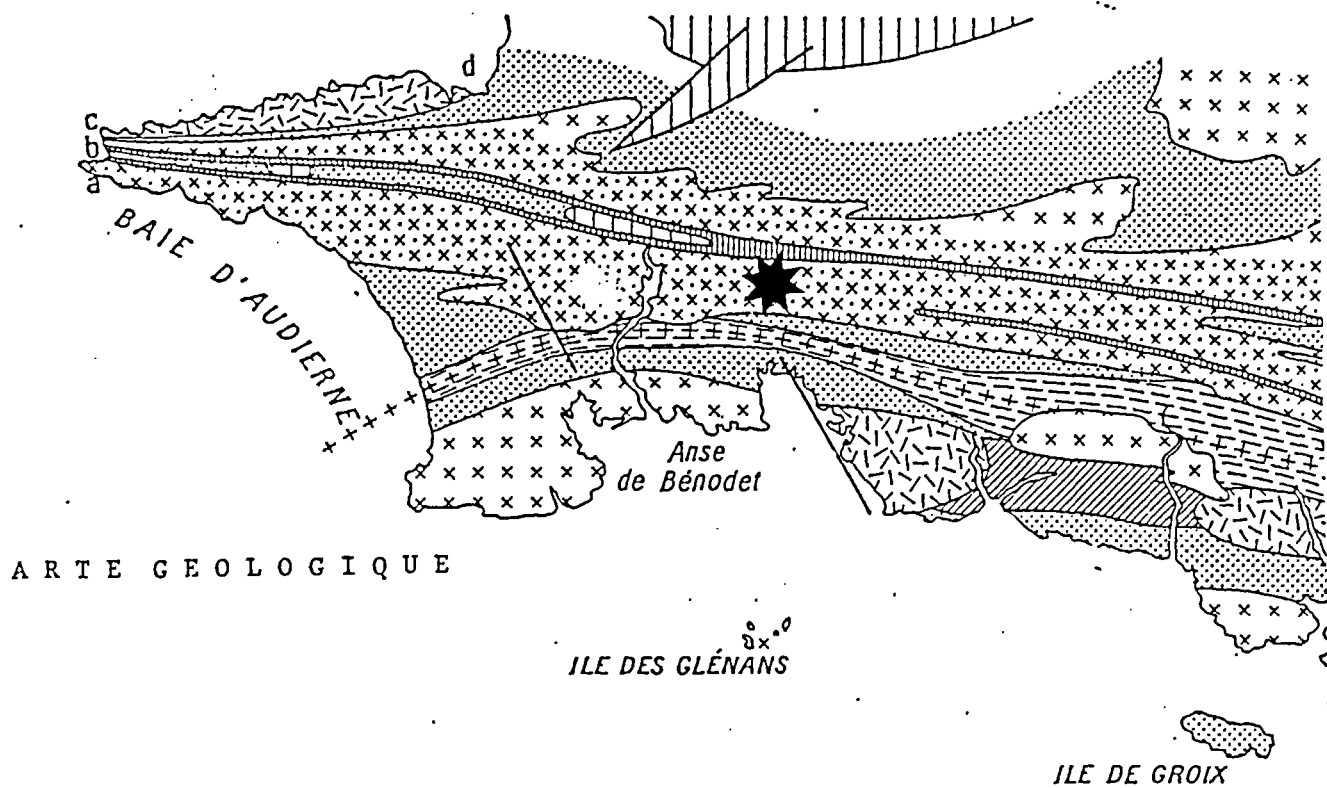 d
c
b
a
BAIE D'AUDIERNE
Anse
de Bénodet
ARTE GEOLOGIQUE
ILE DES GLÉNANS
ILE DE GROIX